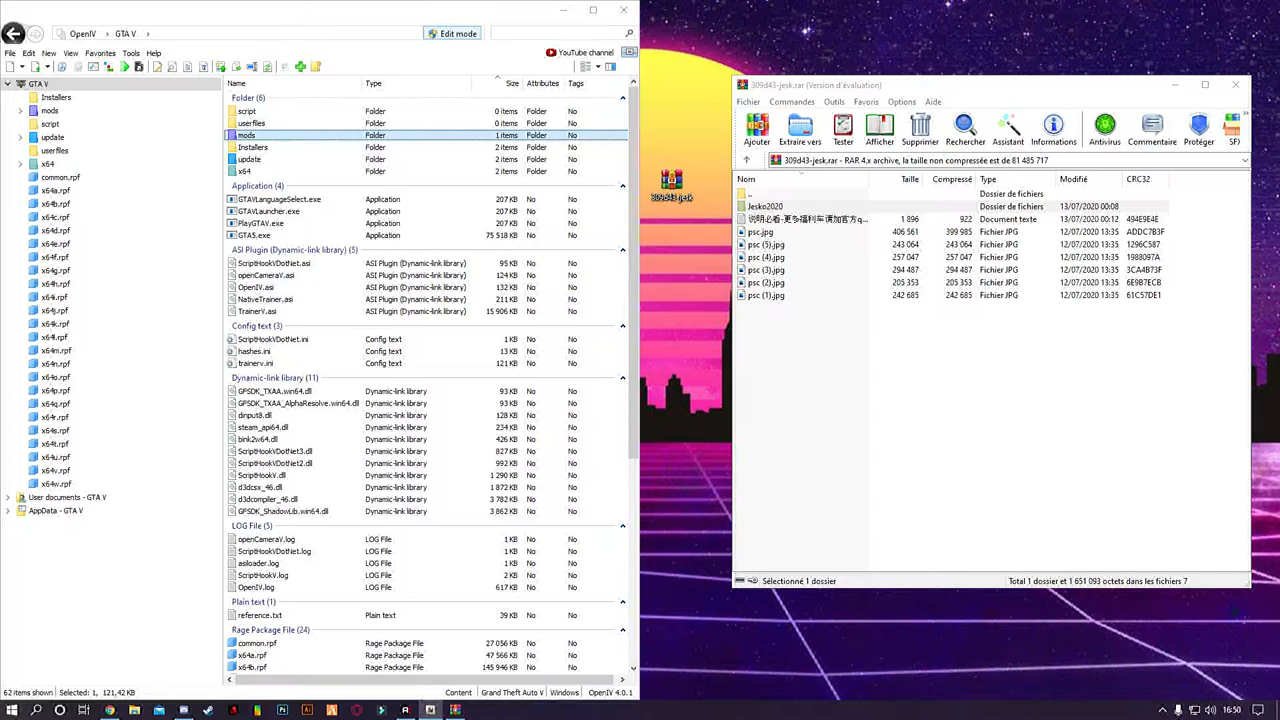 OpenIV GTA V
Edit mode
File Edit New View Favorites Tools Help
YouTube channel
GTA V
Installers
mods
script
update
userfiles
x64
common.rpf
x64a.rpf
x64b.rpf
x64c.rpf
x64d.rpf
x64e.rpf
x64f.rpf
x64g.rpf
x64h.rpf
x64i.rpf
x64j.rpf
x64k.rpf
x64l.rpf
x64m.rpf
x64n.rpf
x64o.rpf
x64p.rpf
x64q.rpf
x64r.rpf
x64s.rpf
x64t.rpf
x64u.rpf
x64v.rpf
x64w.rpf
User documents - GTA V
AppData - GTA V
Name Type Size Attributes Tags
Folder (6)
script Folder 0 items Folder No
userfiles Folder 0 items Folder No
mods Folder 1 items Folder No
Installers Folder 2 items Folder No
update Folder 2 items Folder No
x64 Folder 2 items Folder No
Application (4)
GTAVLanguageSelect.exe Application 207 KB No No
GTAVLauncher.exe Application 207 KB No No
PlayGTAV.exe Application 207 KB No No
GTA5.exe Application 75 518 KB No No
ASI Plugin (Dynamic-link library) (5)
ScriptHookVDotNet.asi ASI Plugin (Dynamic-link library) 95 KB No No
openCameraV.asi ASI Plugin (Dynamic-link library) 124 KB No No
OpenIV.asi ASI Plugin (Dynamic-link library) 132 KB No No
NativeTrainer.asi ASI Plugin (Dynamic-link library) 211 KB No No
TrainerV.asi ASI Plugin (Dynamic-link library) 15 906 KB No No
Config text (3)
ScriptHookVDotNet.ini Config text 1 KB No No
hashes.ini Config text 13 KB No No
trainerv.ini Config text 121 KB No No
Dynamic-link library (11)
GFSDK_TXAA.win64.dll Dynamic-link library 93 KB No No
GFSDK_TXAA_AlphaResolve.win64.dll Dynamic-link library 93 KB No No
dinput8.dll Dynamic-link library 128 KB No No
steam_api64.dll Dynamic-link library 234 KB No No
bink2w64.dll Dynamic-link library 426 KB No No
ScriptHookVDotNet3.dll Dynamic-link library 827 KB No No
ScriptHookVDotNet2.dll Dynamic-link library 992 KB No No
ScriptHookV.dll Dynamic-link library 1 290 KB No No
d3dcsx_46.dll Dynamic-link library 1 872 KB No No
d3dcompiler_46.dll Dynamic-link library 3 782 KB No No
GFSDK_ShadowLib.win64.dll Dynamic-link library 3 862 KB No No
LOG File (5)
openCameraV.log LOG File 1 KB No No
ScriptHookVDotNet.log LOG File 1 KB No No
asiloader.log LOG File 1 KB No No
ScriptHookV.log LOG File 2 KB No No
OpenIV.log LOG File 617 KB No No
Plain text (1)
reference.txt Plain text 39 KB No No
Rage Package File (24)
common.rpf Rage Package File 27 056 KB No No
x64a.rpf Rage Package File 47 566 KB No No
x64b.rpf Rage Package File 145 946 KB No No
62 items shown Selected: 1, 121,42 KB Content Grand Theft Auto V Windows OpenIV 4.0.1
309d43-jesk
309d43-jesk.rar (Version d'évaluation)
Fichier Commandes Outils Favoris Options Aide
Ajouter Extraire vers Tester Afficher Supprimer Rechercher Assistant Informations Antivirus Commentaire Protéger SFX
309d43-jesk.rar - RAR 4.x archive, la taille non compressée est de 81 485 717
Nom Taille Compressé Type Modifié CRC32
.. Dossier de fichiers
Jesko2020 Dossier de fichiers 13/07/2020 00:08
说明必看-更多福利车请加官方q... 1 896 922 Document texte 13/07/2020 00:12 494E9E4E
psc.jpg 406 561 399 985 Fichier JPG 12/07/2020 13:35 ADDC7B3F
psc (5).jpg 243 064 243 064 Fichier JPG 12/07/2020 13:35 1296C587
psc (4).jpg 257 047 257 047 Fichier JPG 12/07/2020 13:35 1988097A
psc (3).jpg 294 487 294 487 Fichier JPG 12/07/2020 13:35 CCA4B73F
psc (2).jpg 205 353 205 353 Fichier JPG 12/07/2020 13:35 6E9B7ECB
psc (1).jpg 242 685 242 685 Fichier JPG 12/07/2020 13:35 61C57DE1
Sélectionné 1 dossier Total 1 dossier et 1 651 093 octets dans les fichiers 7
16:50